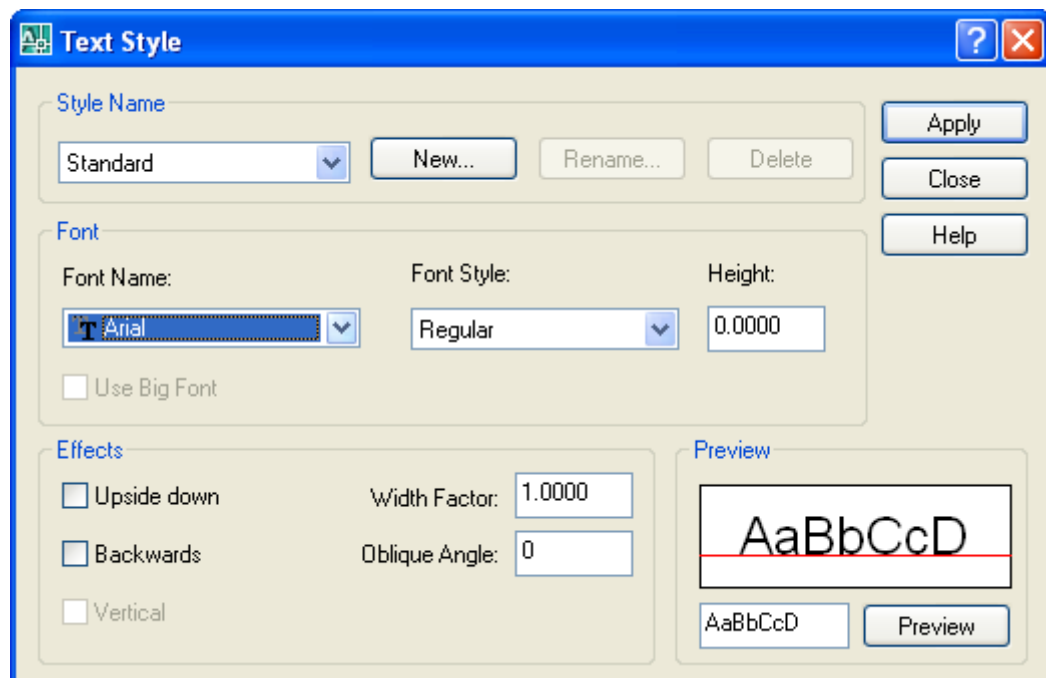 Text Style
Style Name
Standard
New...
Rename...
Delete
Apply
Close
Help
Font
Font Name:
Font Style:
Height:
Arial
Regular
0.0000
Use Big Font
Effects
Upside down
Width Factor:
1.0000
Backwards
Oblique Angle:
0
Vertical
Preview
AaBbCcD
AaBbCcD
Preview